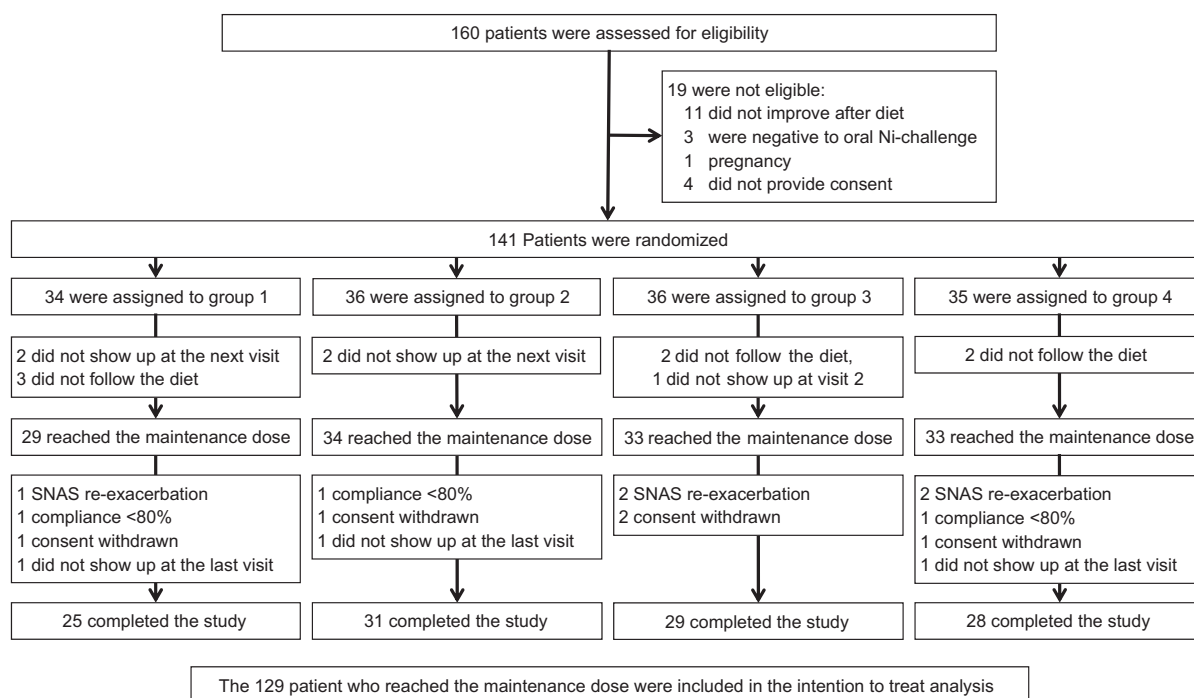 160 patients were assessed for eligibility
19 were not eligible:
11 did not improve after diet
3 were negative to oral Ni-challenge
1 pregnancy
4 did not provide consent
141 Patients were randomized
34 were assigned to group 1
36 were assigned to group 2
36 were assigned to group 3
35 were assigned to group 4
2 did not show up at the next visit
3 did not follow the diet
2 did not show up at the next visit
2 did not follow the diet,
1 did not show up at visit 2
2 did not follow the diet
29 reached the maintenance dose
34 reached the maintenance dose
33 reached the maintenance dose
33 reached the maintenance dose
1 SNAS re-exacerbation
1 compliance <80%
1 consent withdrawn
1 did not show up at the last visit
1 compliance <80%
1 consent withdrawn
1 did not show up at the last visit
2 SNAS re-exacerbation
2 consent withdrawn
2 SNAS re-exacerbation
1 compliance <80%
1 consent withdrawn
1 did not show up at the last visit
25 completed the study
31 completed the study
29 completed the study
28 completed the study
The 129 patient who reached the maintenance dose were included in the intention to treat analysis